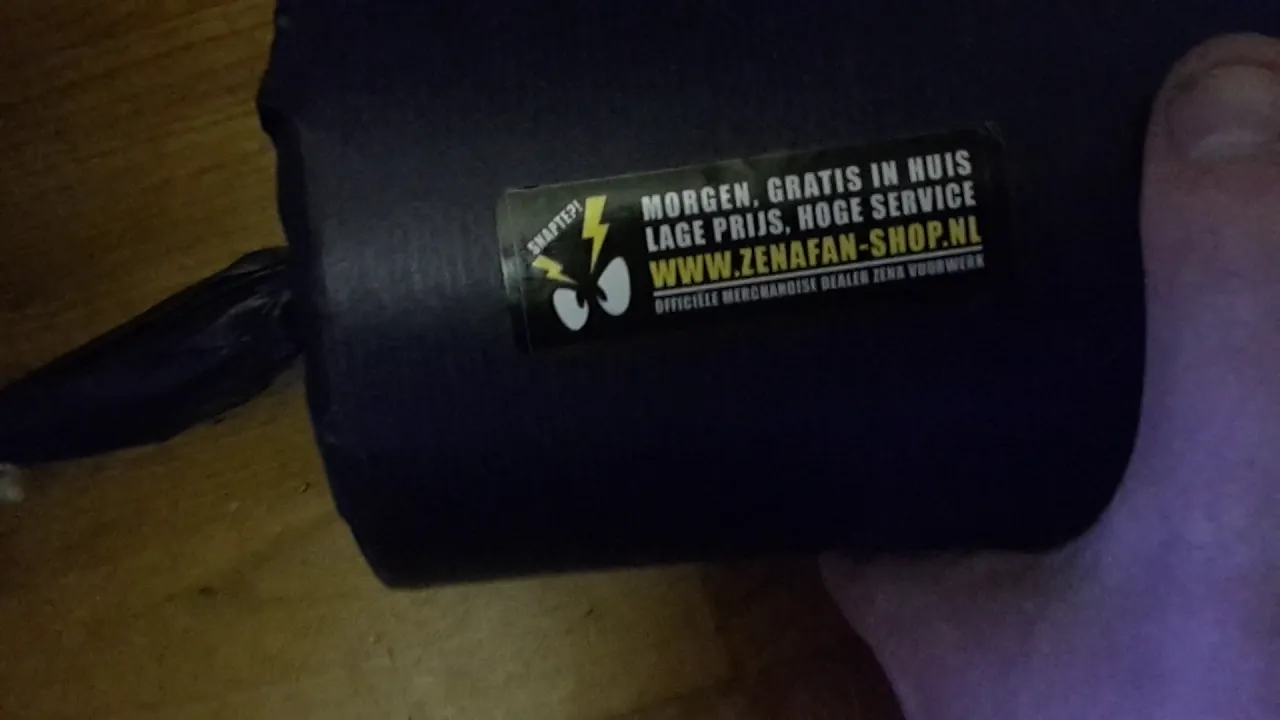 SNAPTE?!
MORGEN, GRATIS IN HUIS
LAGE PRIJS, HOGE SERVICE
WWW.ZENAFAN-SHOP.NL
OFFICIËLE MERCHANDISE DEALER ZENA VOORWERK